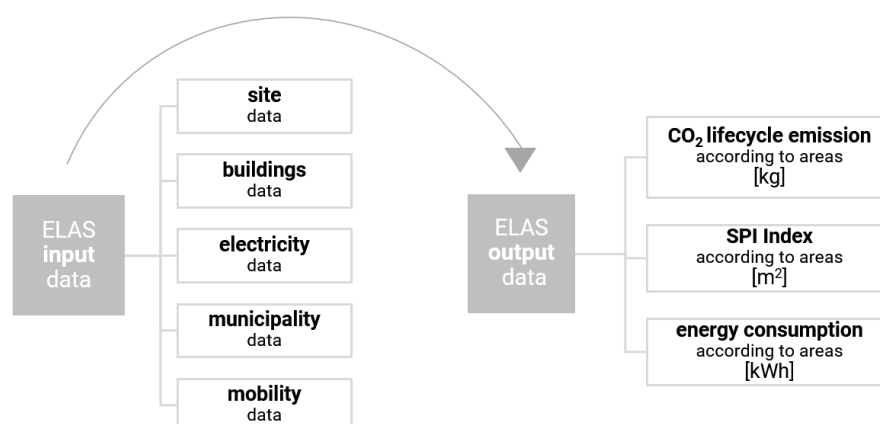 ELAS
input
data
site
data
buildings
data
electricity
data
municipality
data
mobility
data
ELAS
output
data
CO₂ lifecycle emission
according to areas
[kg]
SPI Index
according to areas
[m²]
energy consumption
according to areas
[kWh]